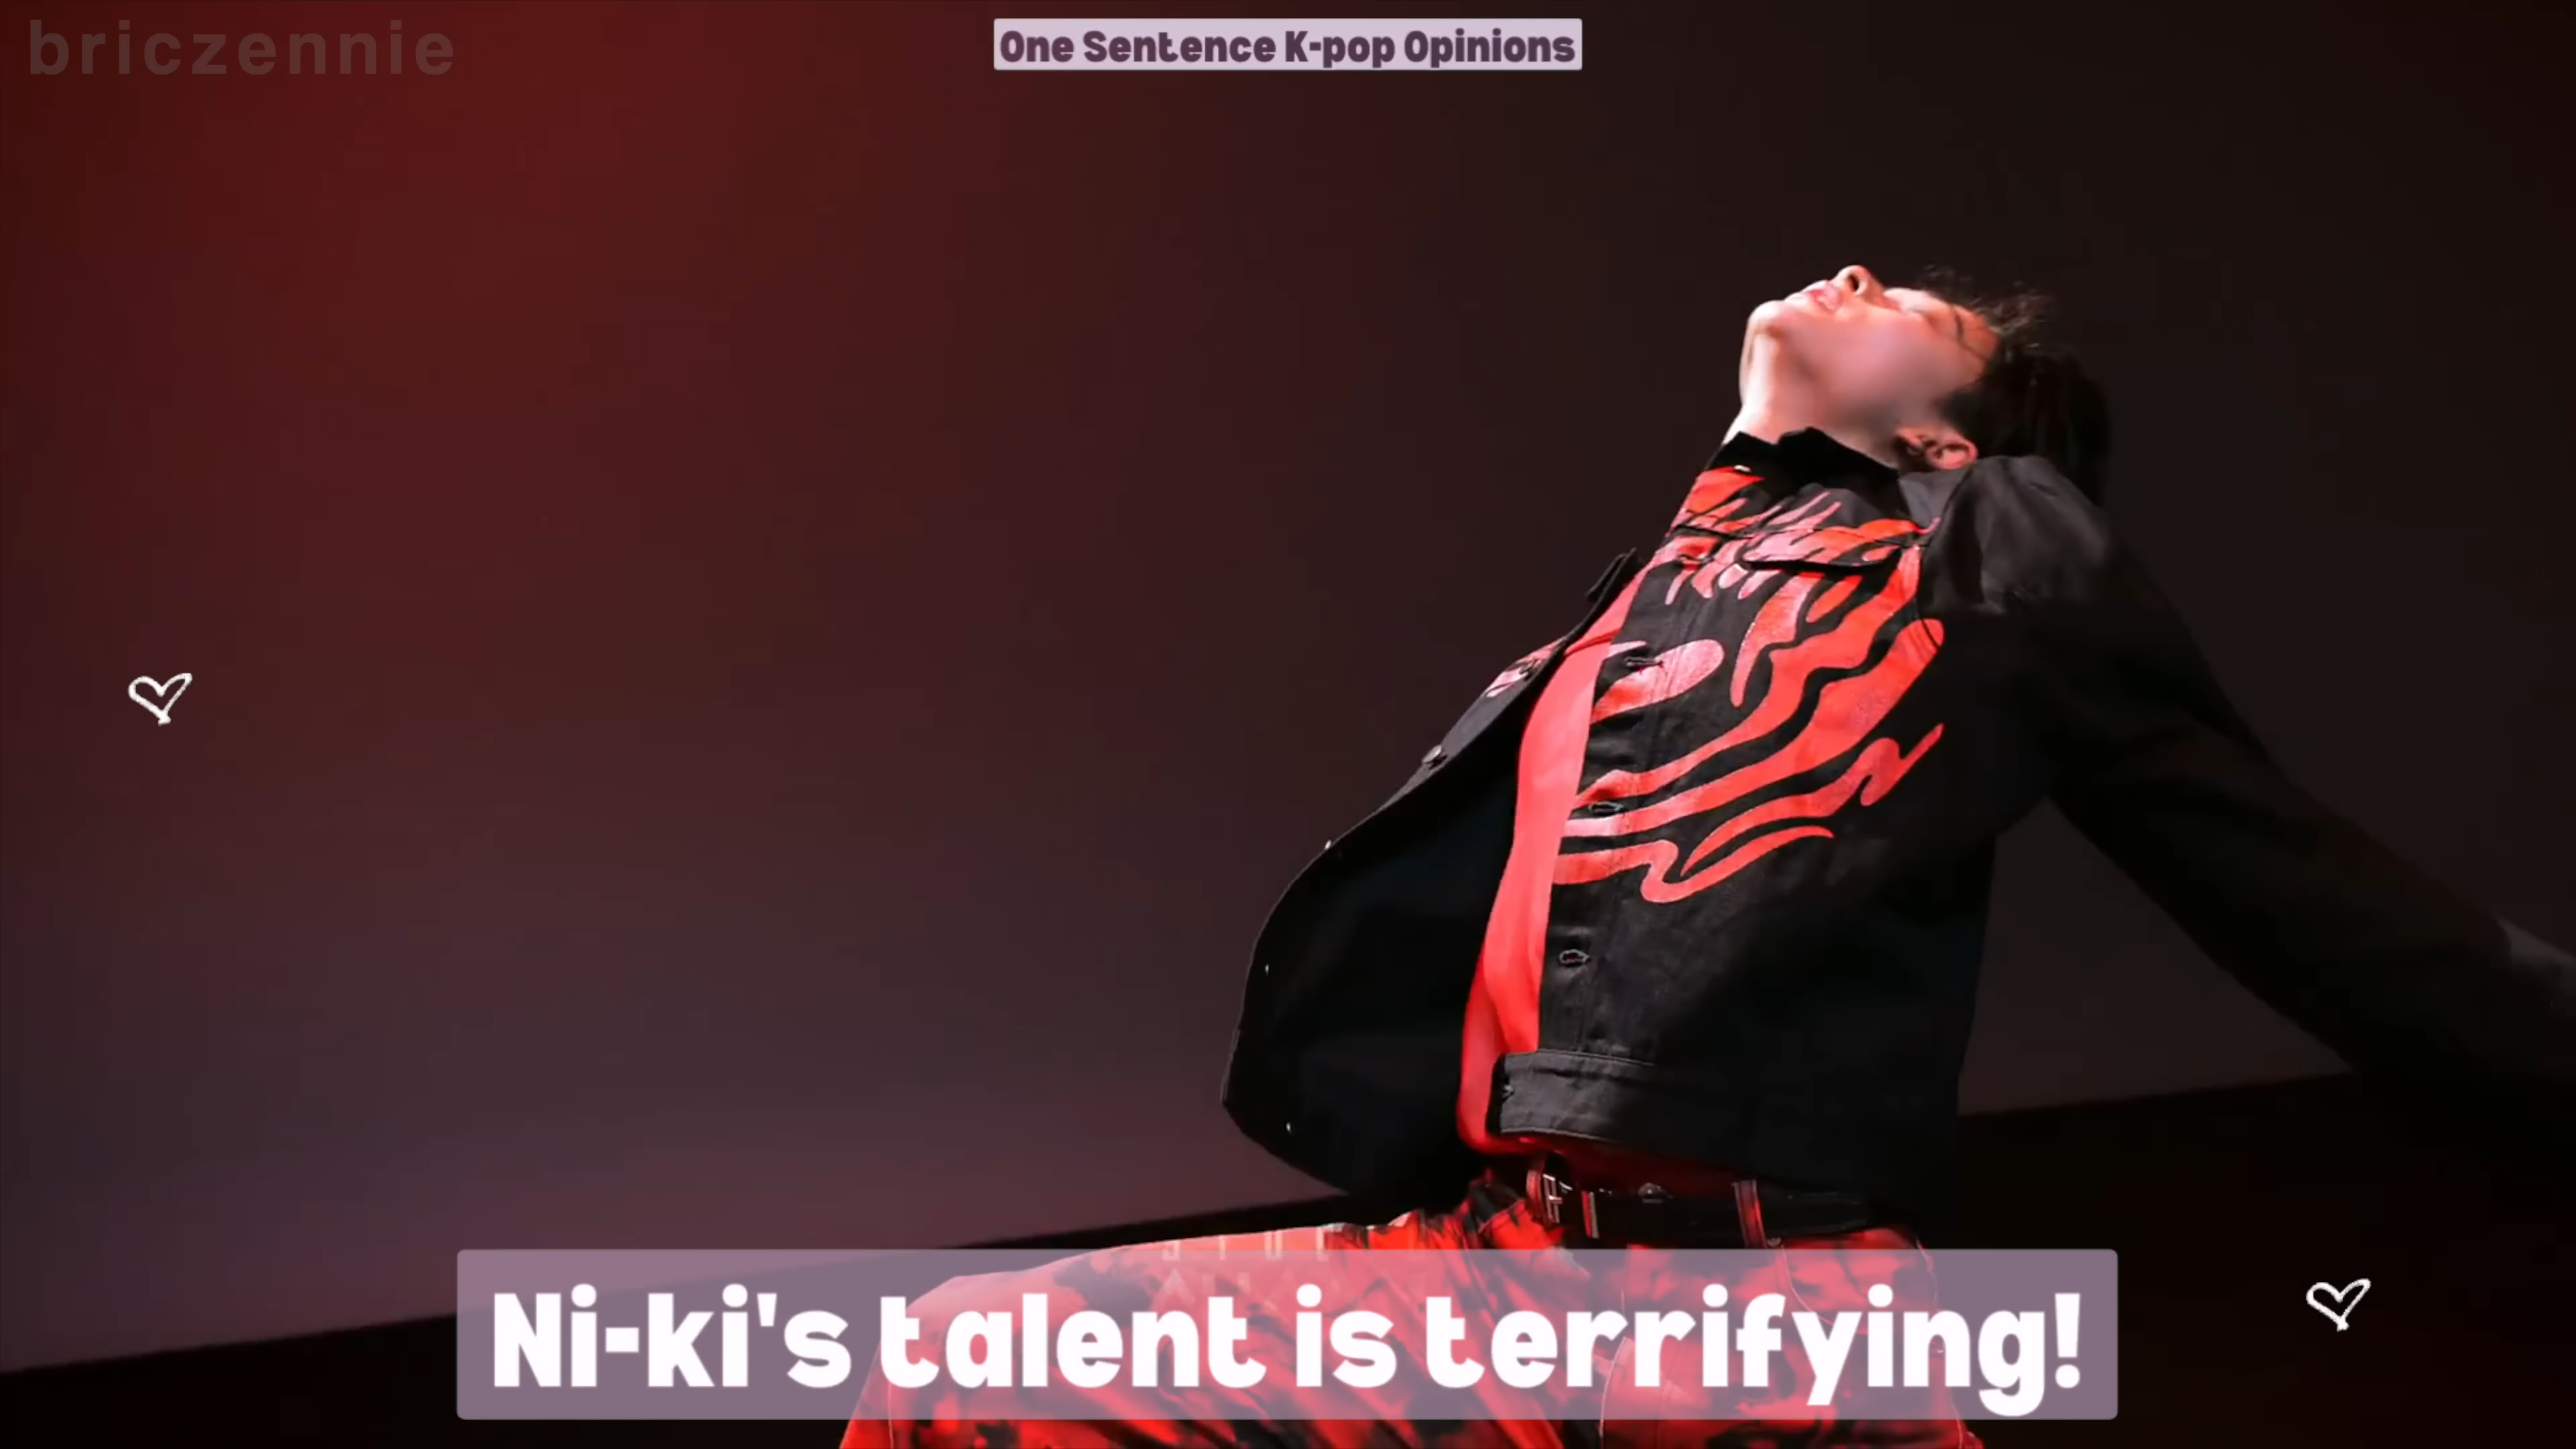 briczennie
One Sentence K-pop Opinions
Ni-ki's talent is terrifying!